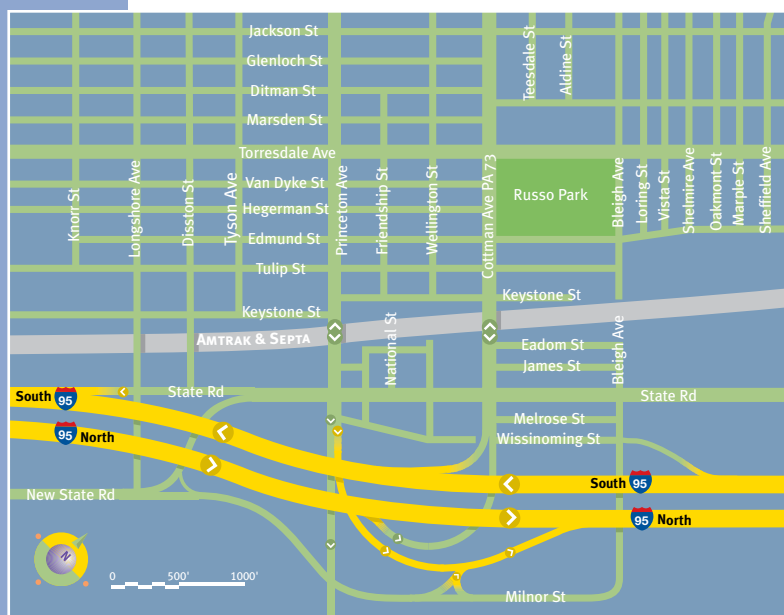 Jackson St
Glenloch St
Ditman St
Marsden St
Torresdale Ave
Van Dyke St
Hegerman St
Edmund St
Tulip St
Keystone St
Knorr St
Longshore Ave
Disston St
Tyson Ave
Princeton Ave
Friendship St
Wellington St
Cottman Ave PA 73
Teesdale St
Aldine St
Russo Park
Bleigh Ave
Loring St
Vista St
Shelmire Ave
Oakmont St
Marple St
Sheffield Ave
Keystone St
AMTRAK & SEPTA
National St
Eadom St
James St
Bleigh Ave
State Rd
State Rd
South 95
95 North
Melrose St
Wissinoming St
South 95
95 North
New State Rd
Milnor St
N
0 500' 1000'